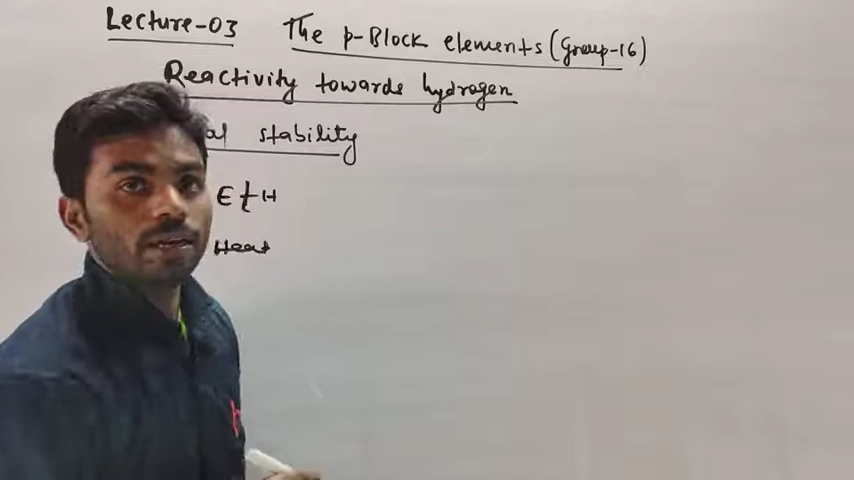 Lecture-03 The p-Block elements (Group-16)
Reactivity towards hydrogen
al stability
E H
Heat